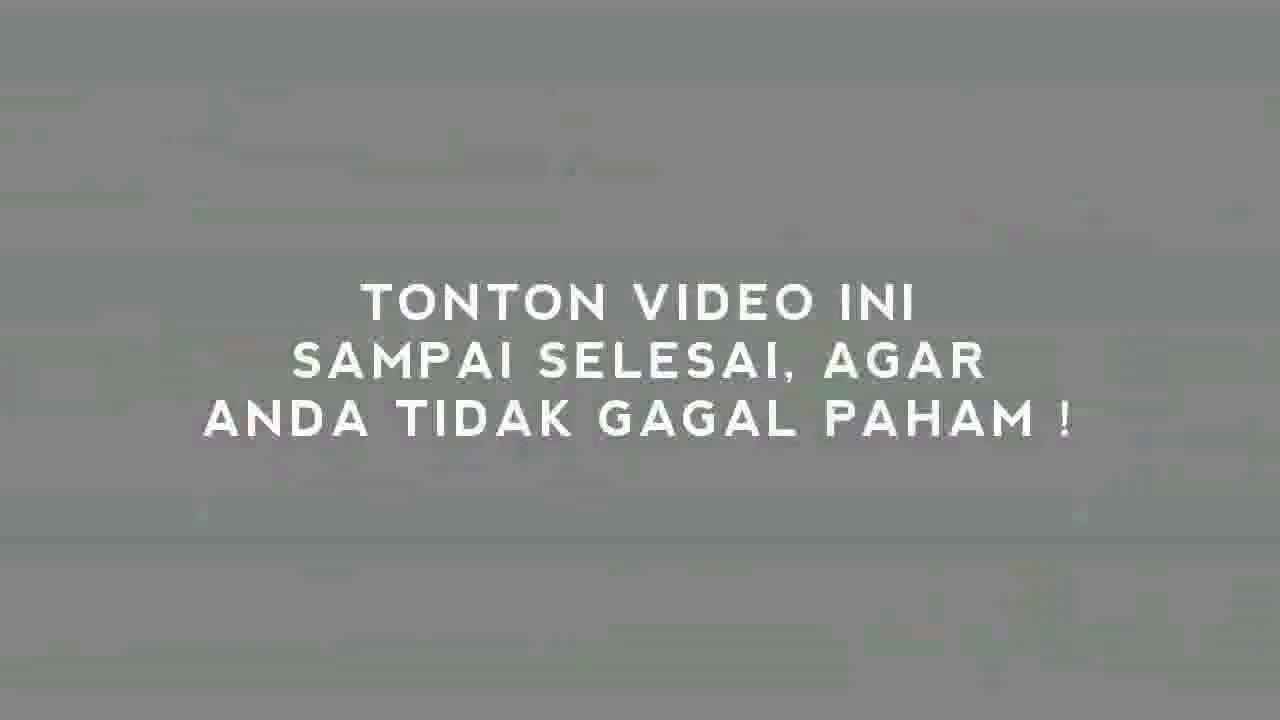 TONTON VIDEO INI
SAMPAI SELESAI, AGAR
ANDA TIDAK GAGAL PAHAM !